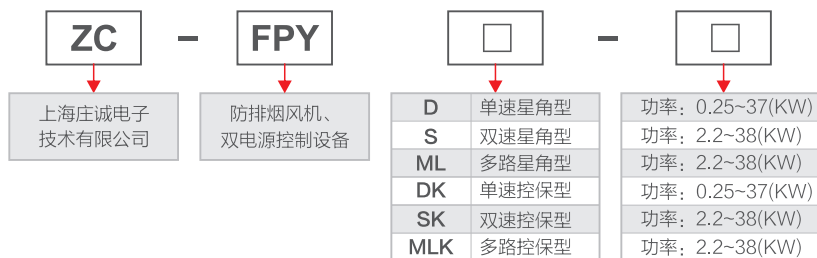 ZC - FPY □ - □
上海庄诚电子
技术有限公司
防排烟风机、
双电源控制设备
D 单速星角型 功率：0.25~37(KW)
S 双速星角型 功率：2.2~38(KW)
ML 多路星角型 功率：2.2~38(KW)
DK 单速控保型 功率：0.25~37(KW)
SK 双速控保型 功率：2.2~38(KW)
MLK 多路控保型 功率：2.2~38(KW)